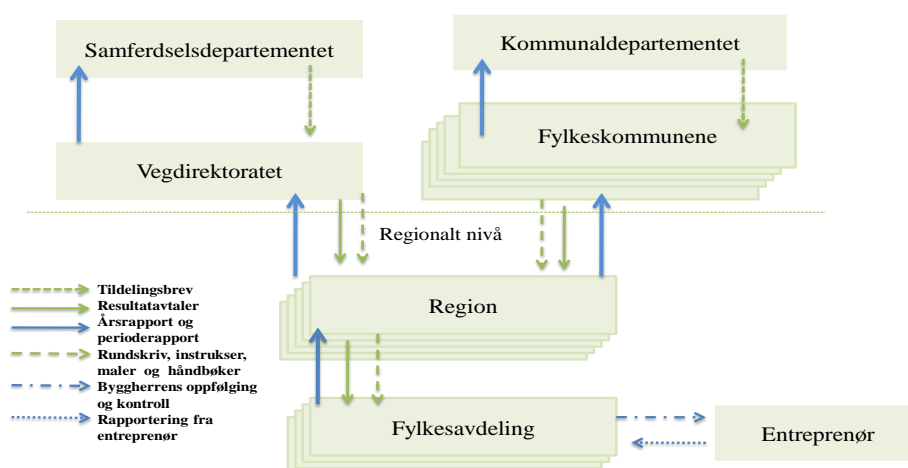 Samferdselsdepartementet
Kommunaldepartementet
Fylkeskommunene
Vegdirektoratet
Regionalt nivå
Region
Tildelingsbrev
Resultatavtaler
Årsrapport og
perioderapport
Rundskriv, instrukser,
maler og håndbøker
Byggherrens oppfølging
og kontroll
Rapportering fra
entreprenør
Fylkesavdeling
Entreprenør